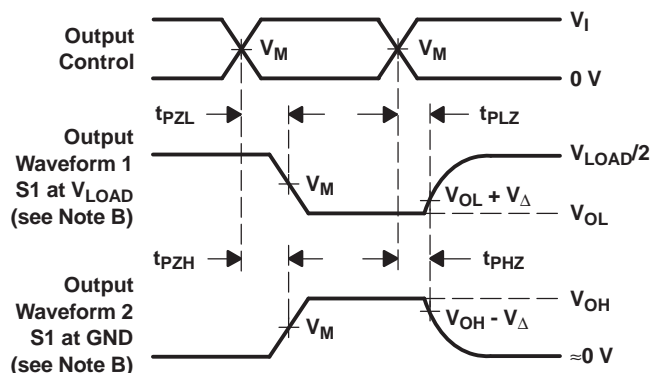 Output
Control
V_M
V_M
V_I
0 V
t_PZL
t_PLZ
Output
Waveform 1
S1 at V_LOAD
(see Note B)
V_M
V_LOAD/2
V_OL + V_Δ
V_OL
t_PZH
t_PHZ
Output
Waveform 2
S1 at GND
(see Note B)
V_M
V_OH
V_OH - V_Δ
≈0 V